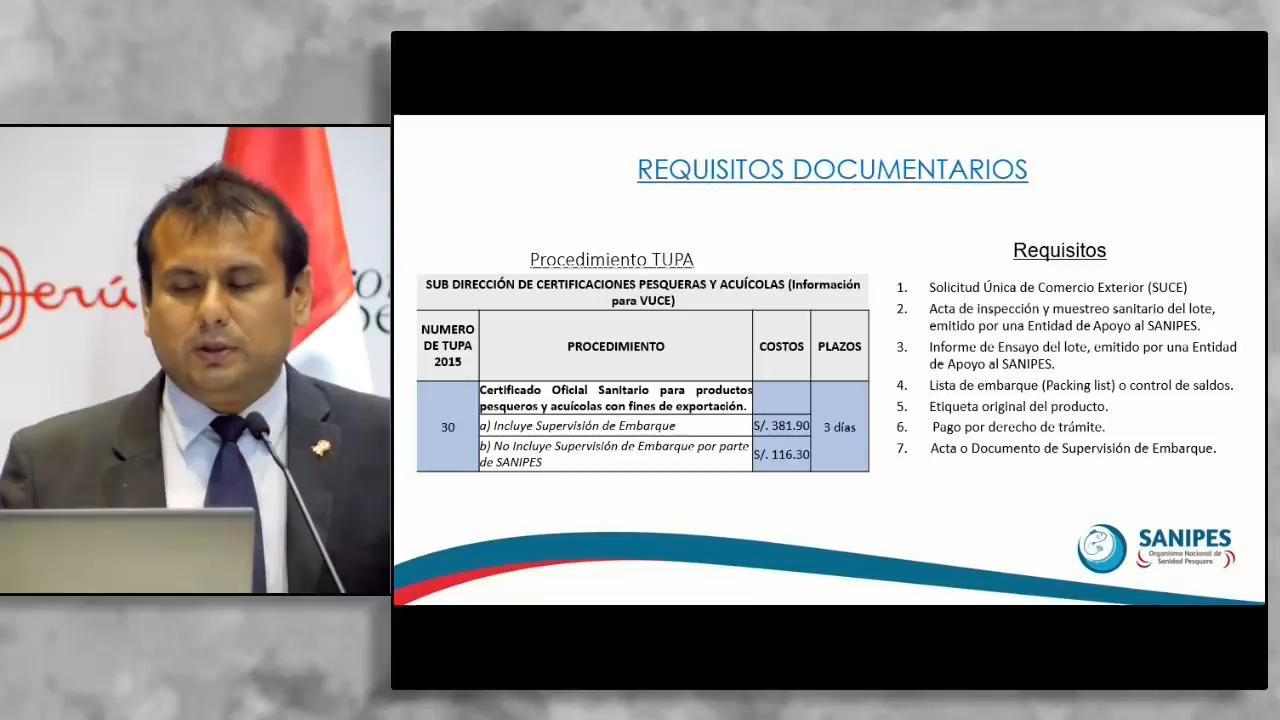 Perú
REQUISITOS DOCUMENTARIOS
Procedimiento TUPA
SUB DIRECCIÓN DE CERTIFICACIONES PESQUERAS Y ACUÍCOLAS (Información
para VUCE)
NUMERO
DE TUPA
2015
PROCEDIMIENTO
COSTOS
PLAZOS
30
Certificado Oficial Sanitario para productos
pesqueros y acuícolas con fines de exportación.
a) Incluye Supervisión de Embarque
S/. 381.90
b) No Incluye Supervisión de Embarque por parte
de SANIPES
S/. 116.30
3 días
Requisitos
1. Solicitud Única de Comercio Exterior (SUCE)
2. Acta de inspección y muestreo sanitario del lote,
emitido por una Entidad de Apoyo al SANIPES.
3. Informe de Ensayo del lote, emitido por una Entidad
de Apoyo al SANIPES.
4. Lista de embarque (Packing list) o control de saldos.
5. Etiqueta original del producto.
6. Pago por derecho de trámite.
7. Acta o Documento de Supervisión de Embarque.
SANIPES
Organismo Nacional de
Sanidad Pesquera